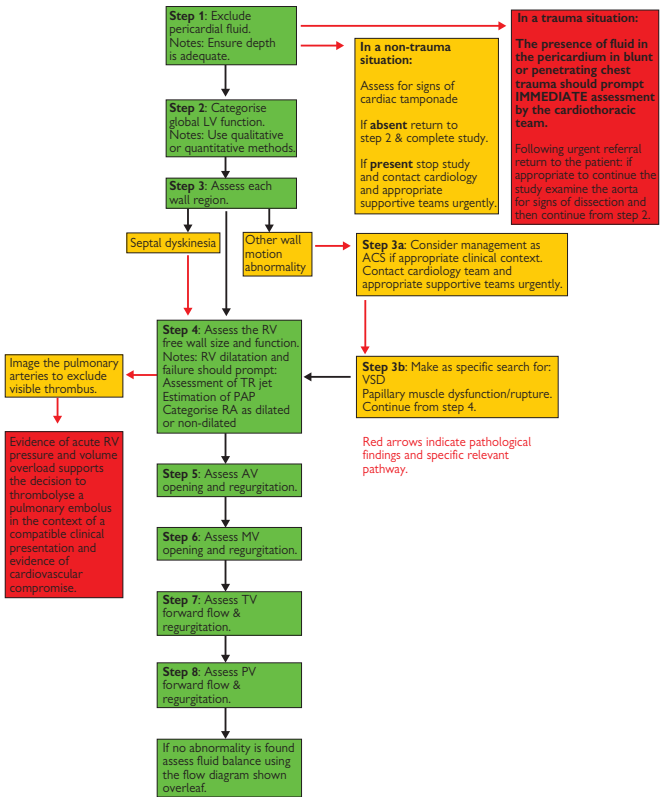 Step 1: Exclude
pericardial fluid.
Notes: Ensure depth
is adequate.
In a non-trauma
situation:
Assess for signs of
cardiac tamponade
If absent return to
step 2 & complete study.
If present stop study
and contact cardiology
and appropriate
supportive teams urgently.
In a trauma situation:
The presence of fluid in
the pericardium in blunt
or penetrating chest
trauma should prompt
IMMEDIATE assessment
by the cardiothoracic
team.
Following urgent referral
return to the patient: if
appropriate to continue the
study examine the aorta
for signs of dissection and
then continue from step 2.
Step 2: Categorise
global LV function.
Notes: Use qualitative
or quantitative methods.
Step 3: Assess each
wall region.
Septal dyskinesia
Other wall
motion
abnormality
Step 3a: Consider management as
ACS if appropriate clinical context.
Contact cardiology team and
appropriate supportive teams urgently.
Step 4: Assess the RV
free wall size and function.
Notes: RV dilatation and
failure should prompt:
Assessment of TR jet
Estimation of PAP
Categorise RA as dilated
or non-dilated
Image the pulmonary
arteries to exclude
visible thrombus.
Step 3b: Make as specific search for:
VSD
Papillary muscle dysfunction/rupture.
Continue from step 4.
Evidence of acute RV
pressure and volume
overload supports
the decision to
thrombolyse a
pulmonary embolus
in the context of a
compatible clinical
presentation and
evidence of
cardiovascular
compromise.
Red arrows indicate pathological
findings and specific relevant
pathway.
Step 5: Assess AV
opening and regurgitation.
Step 6: Assess MV
opening and regurgitation.
Step 7: Assess TV
forward flow &
regurgitation.
Step 8: Assess PV
forward flow &
regurgitation.
If no abnormality is found
assess fluid balance using
the flow diagram shown
overleaf.